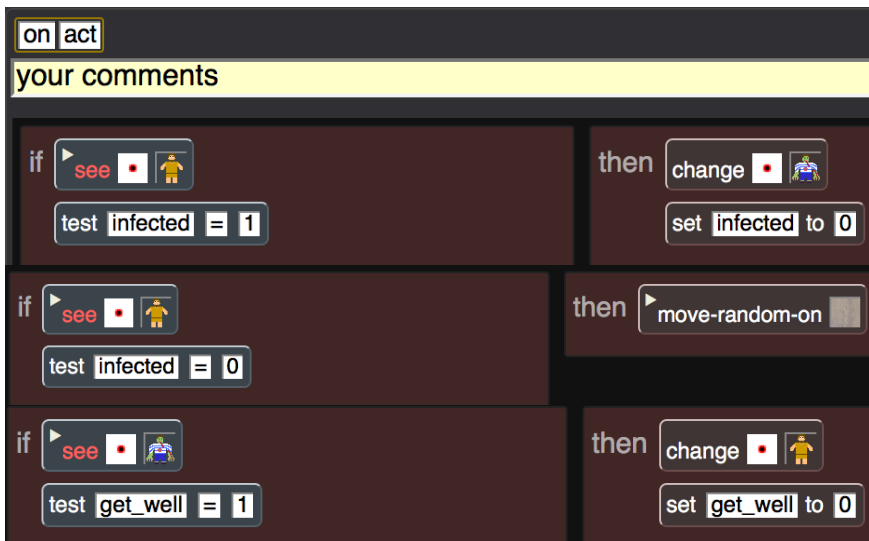 on act
your comments
if see then change
test infected = 1 set infected to 0
if see then move-random-on
test infected = 0
if see then change
test get_well = 1 set get_well to 0